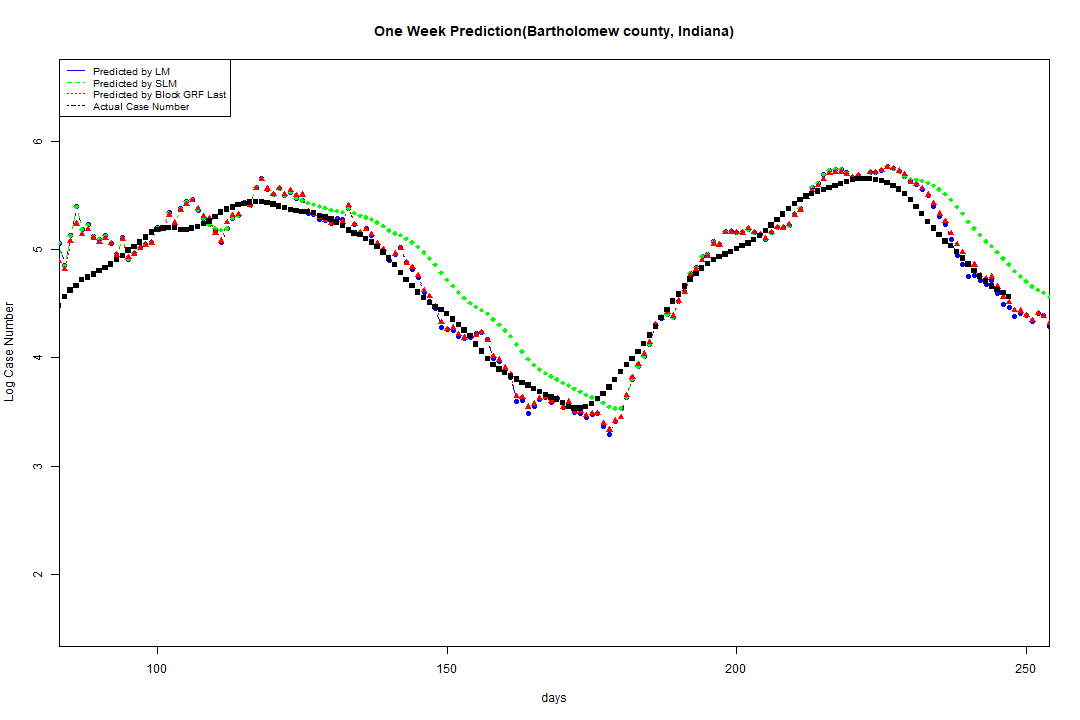 One Week Prediction(Bartholomew county, Indiana)
Predicted by LM
Predicted by SLM
Predicted by Block GRF Last
Actual Case Number
6
5
4
3
2
Log Case Number
100
150
200
250
days